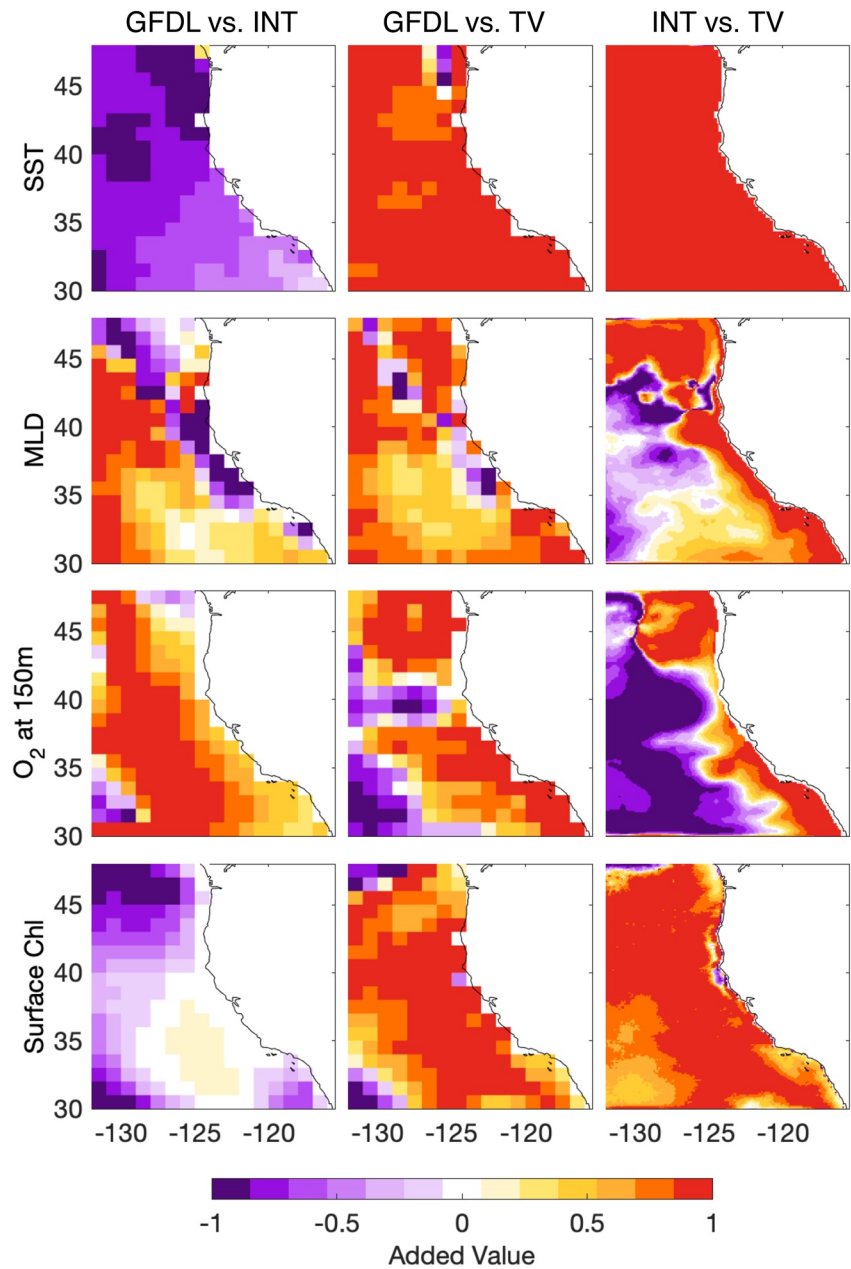 GFDL vs. INT GFDL vs. TV INT vs. TV
SST
45
40
35
30
MLD
45
40
35
30
O₂ at 150m
45
40
35
30
Surface Chl
45
40
35
30
-130 -125 -120 -130 -125 -120 -130 -125 -120
-1 -0.5 0 0.5 1
Added Value